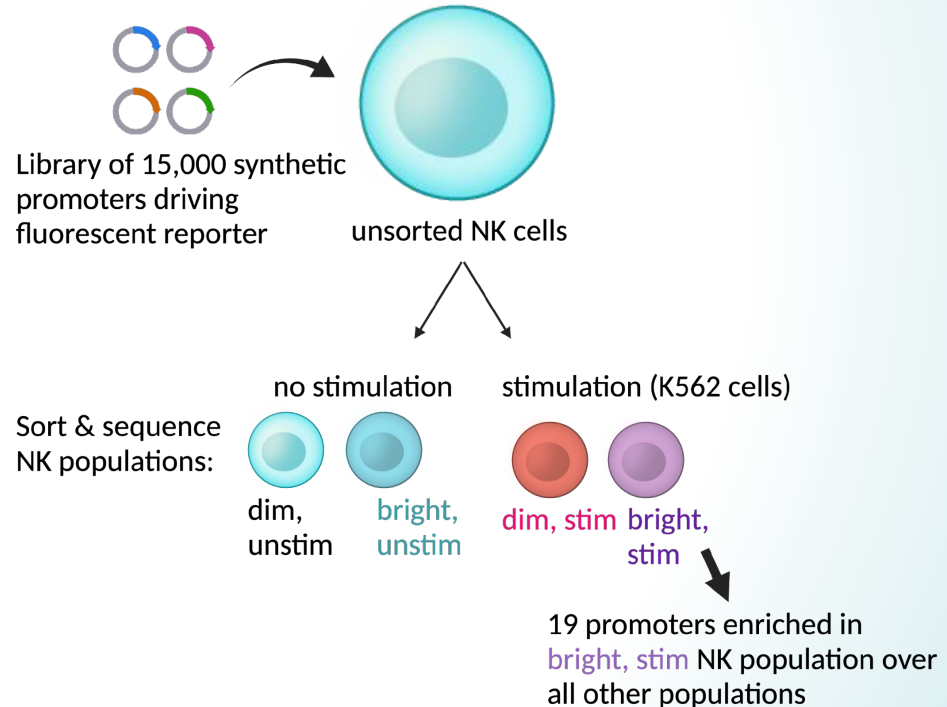 Library of 15,000 synthetic
promoters driving
fluorescent reporter
unsorted NK cells
no stimulation
stimulation (K562 cells)
Sort & sequence
NK populations:
dim,
unstim
bright,
unstim
dim, stim
bright,
stim
19 promoters enriched in
bright, stim NK population over
all other populations